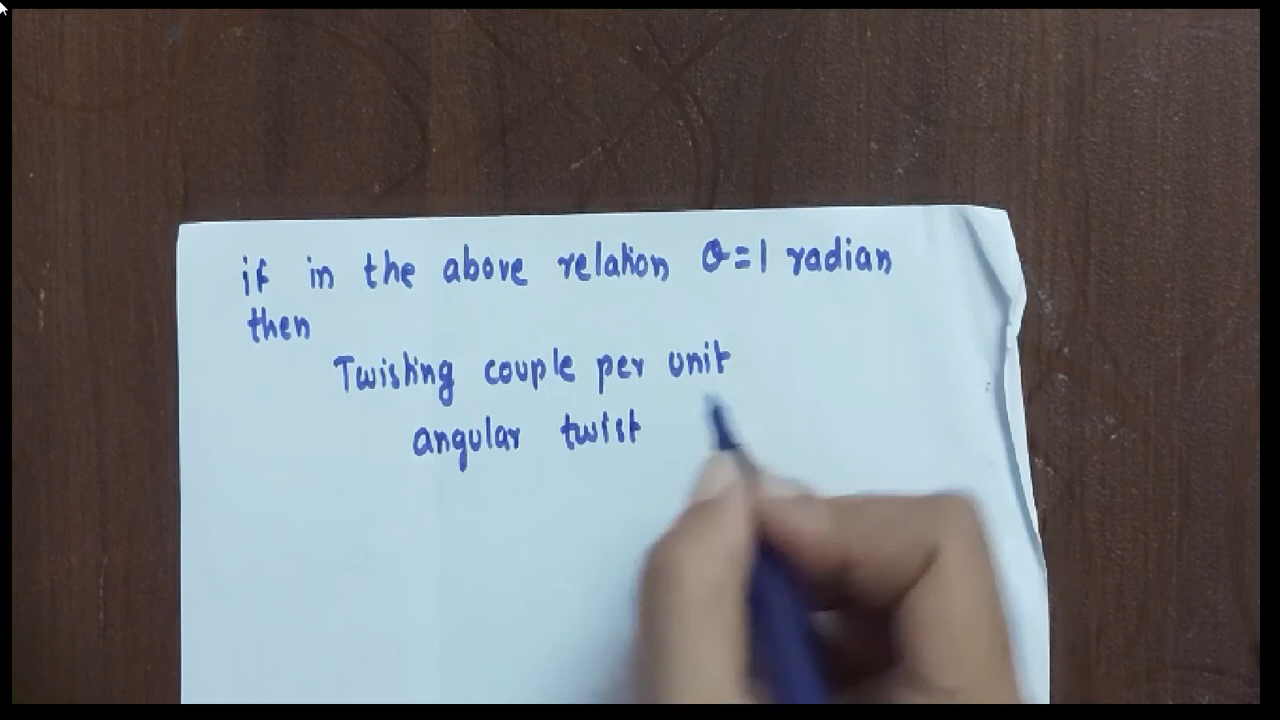 if in the above relation θ=1 radian
then
Twisting couple per unit
angular twist